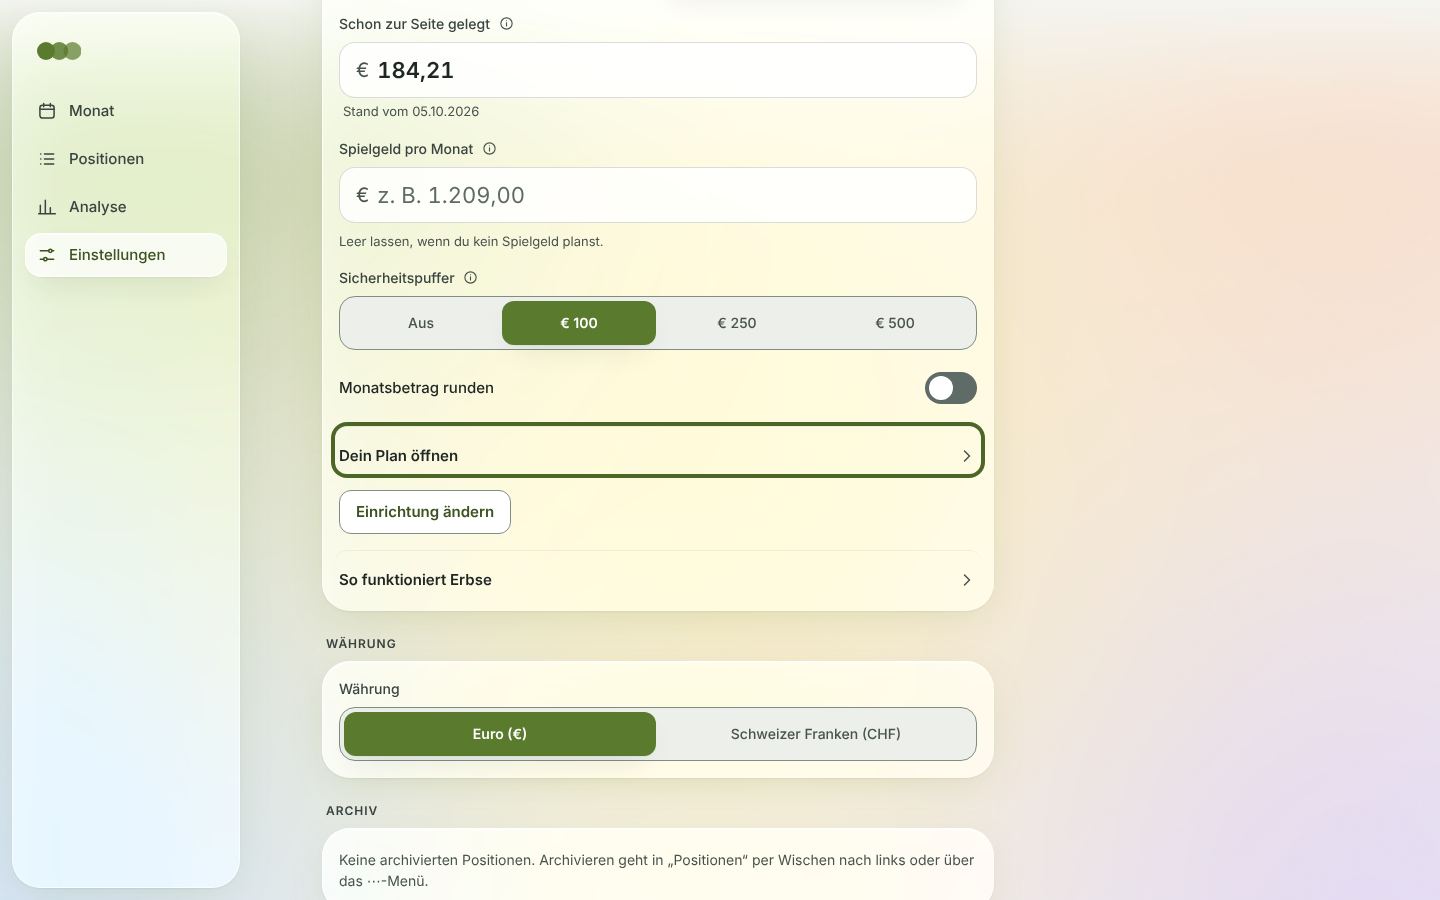 Monat
Positionen
Analyse
Einstellungen
Schon zur Seite gelegt
€ 184,21
Stand vom 05.10.2026
Spielgeld pro Monat
€ z. B. 1.209,00
Leer lassen, wenn du kein Spielgeld planst.
Sicherheitspuffer
Aus € 100 € 250 € 500
Monatsbetrag runden
Dein Plan öffnen
Einrichtung ändern
So funktioniert Erbse
WÄHRUNG
Währung
Euro (€) Schweizer Franken (CHF)
ARCHIV
Keine archivierten Positionen. Archivieren geht in „Positionen“ per Wischen nach links oder über
das ···-Menü.